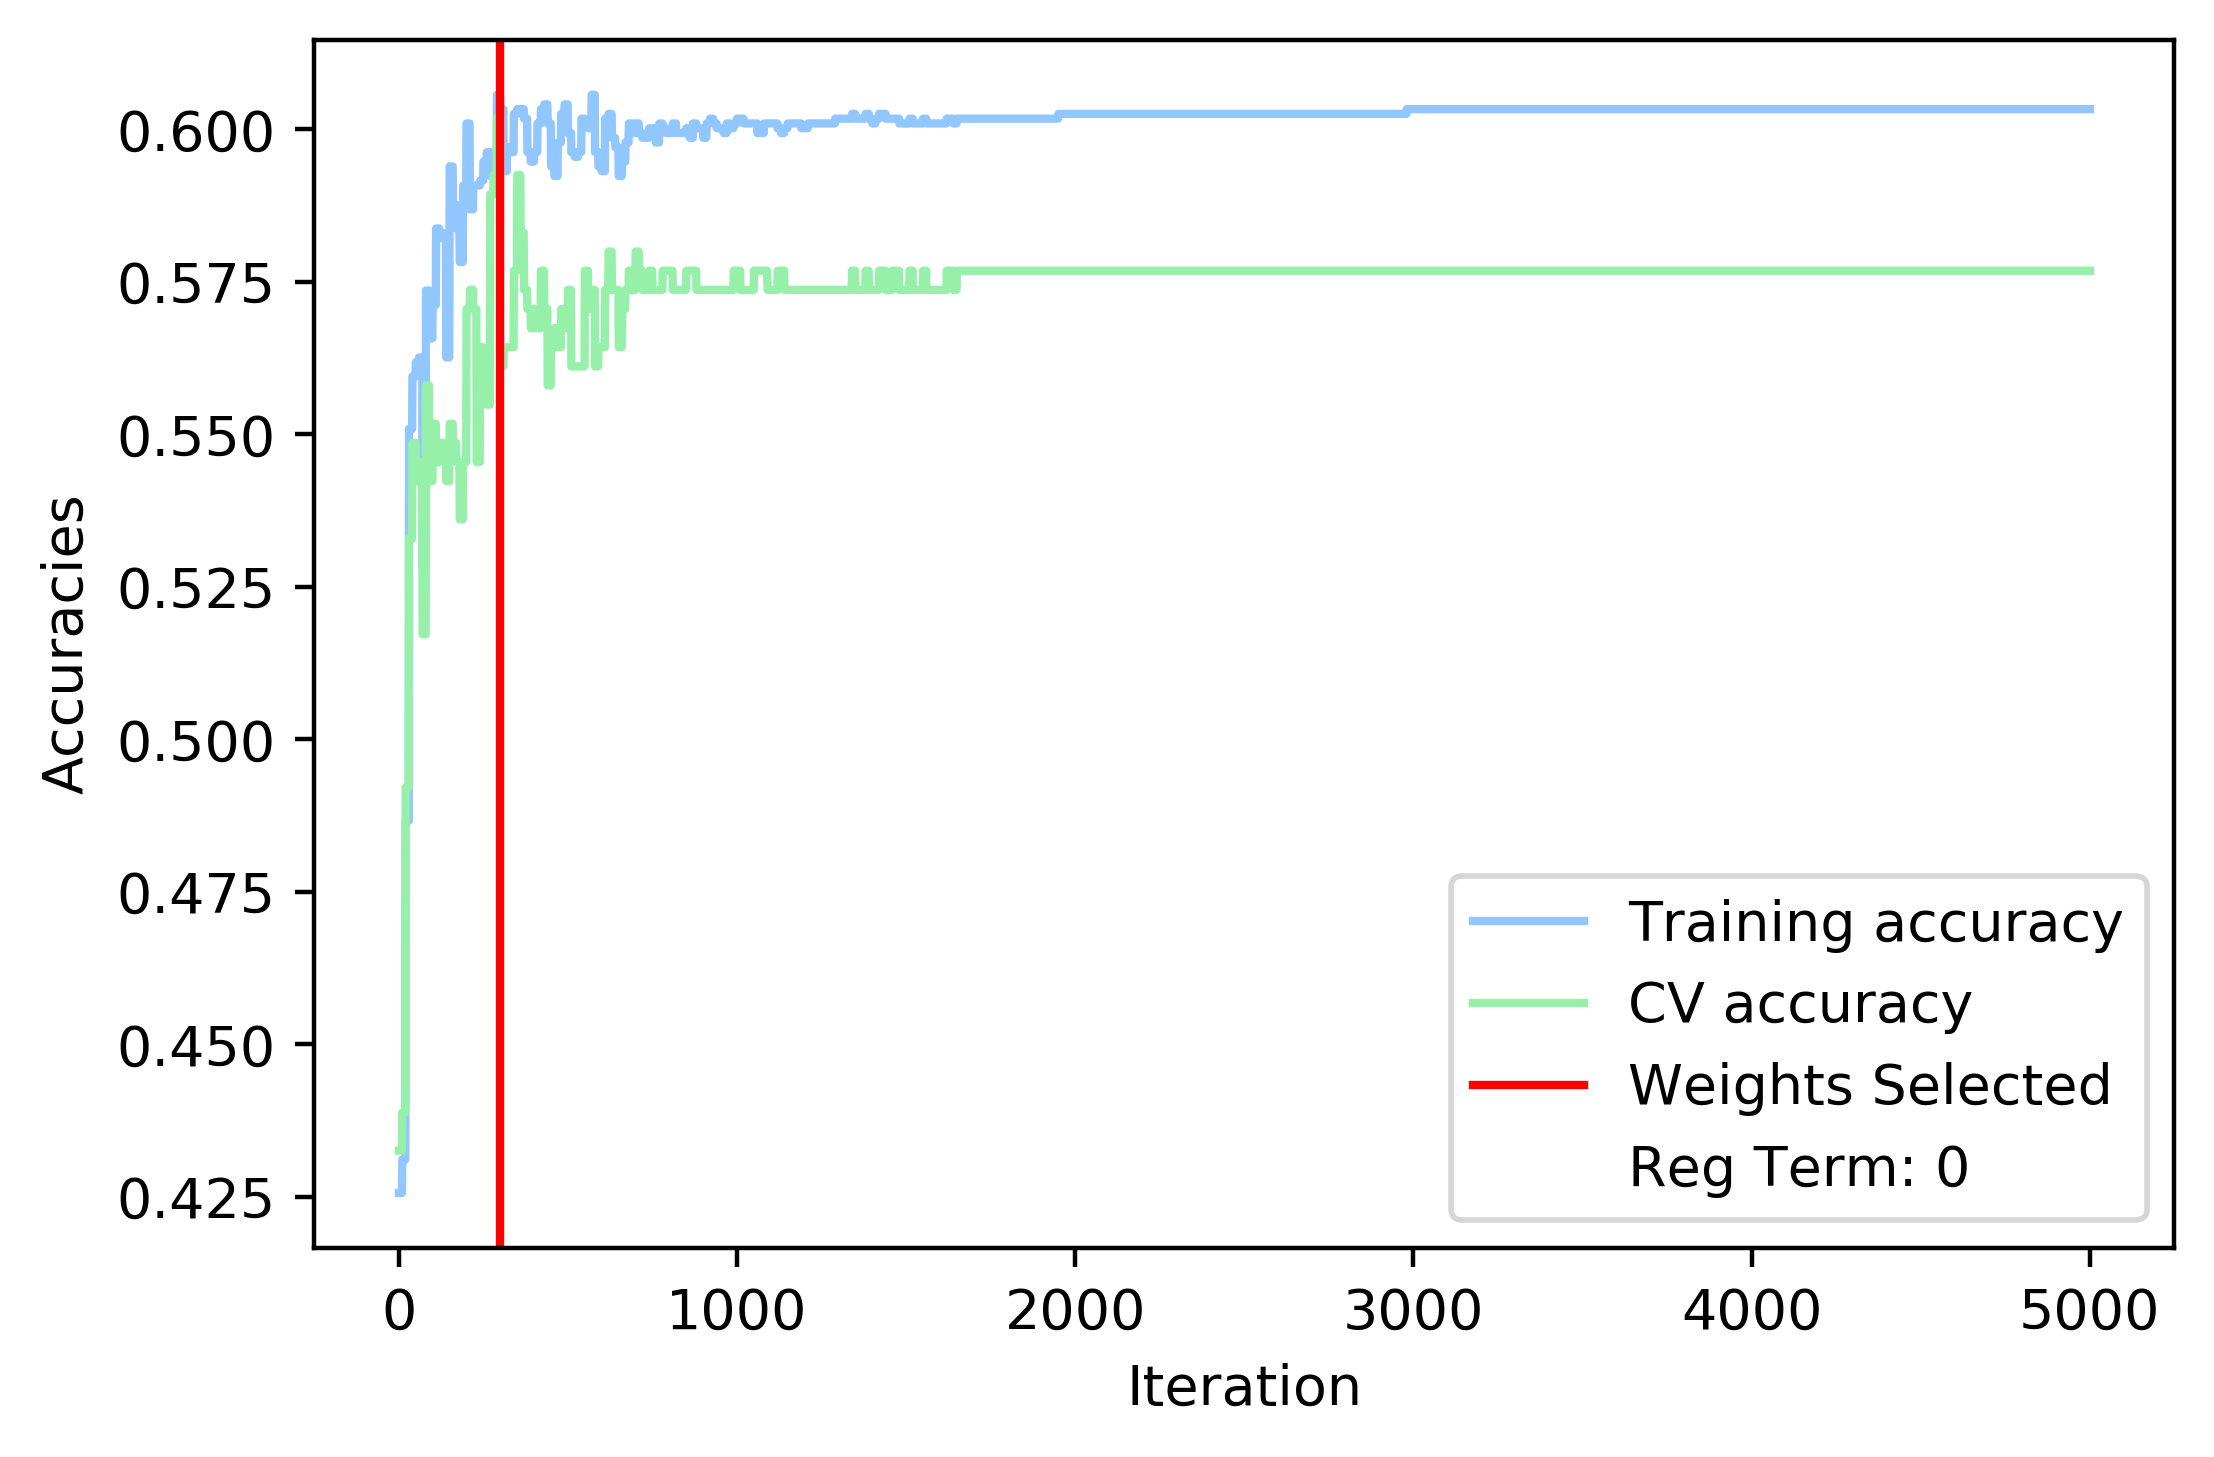 0.600
0.575
0.550
0.525
0.500
0.475
0.450
0.425
Accuracies
Training accuracy
CV accuracy
Weights Selected
Reg Term: 0
0 1000 2000 3000 4000 5000
Iteration